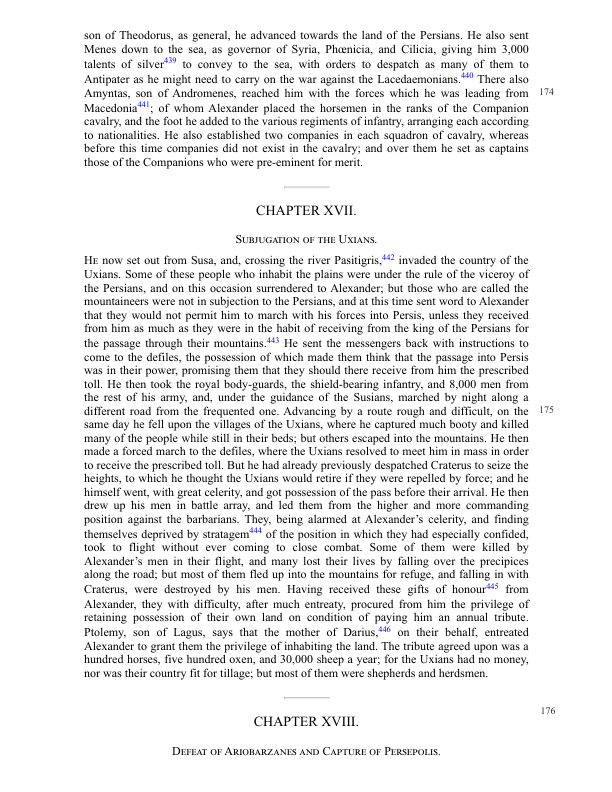 son of Theodorus, as general, he advanced towards the land of the Persians. He also sent
Menes down to the sea, as governor of Syria, Phœnicia, and Cilicia, giving him 3,000
talents of silver439 to convey to the sea, with orders to despatch as many of them to
Antipater as he might need to carry on the war against the Lacedaemonians.440 There also
Amyntas, son of Andromenes, reached him with the forces which he was leading from
174
Macedonia441; of whom Alexander placed the horsemen in the ranks of the Companion
cavalry, and the foot he added to the various regiments of infantry, arranging each according
to nationalities. He also established two companies in each squadron of cavalry, whereas
before this time companies did not exist in the cavalry; and over them he set as captains
those of the Companions who were pre-eminent for merit.
CHAPTER XVII.
Subjugation of the Uxians.
He now set out from Susa, and, crossing the river Pasitigris,442 invaded the country of the
Uxians. Some of these people who inhabit the plains were under the rule of the viceroy of
the Persians, and on this occasion surrendered to Alexander; but those who are called the
mountaineers were not in subjection to the Persians, and at this time sent word to Alexander
that they would not permit him to march with his forces into Persis, unless they received
from him as much as they were in the habit of receiving from the king of the Persians for
the passage through their mountains.443 He sent the messengers back with instructions to
come to the defiles, the possession of which made them think that the passage into Persis
was in their power, promising them that they should there receive from him the prescribed
toll. He then took the royal body-guards, the shield-bearing infantry, and 8,000 men from
the rest of his army, and, under the guidance of the Susians, marched by night along a
different road from the frequented one. Advancing by a route rough and difficult, on the
175
same day he fell upon the villages of the Uxians, where he captured much booty and killed
many of the people while still in their beds; but others escaped into the mountains. He then
made a forced march to the defiles, where the Uxians resolved to meet him in mass in order
to receive the prescribed toll. But he had already previously despatched Craterus to seize the
heights, to which he thought the Uxians would retire if they were repelled by force; and he
himself went, with great celerity, and got possession of the pass before their arrival. He then
drew up his men in battle array, and led them from the higher and more commanding
position against the barbarians. They, being alarmed at Alexander’s celerity, and finding
themselves deprived by stratagem444 of the position in which they had especially confided,
took to flight without ever coming to close combat. Some of them were killed by
Alexander’s men in their flight, and many lost their lives by falling over the precipices
along the road; but most of them fled up into the mountains for refuge, and falling in with
Craterus, were destroyed by his men. Having received these gifts of honour445 from
Alexander, they with difficulty, after much entreaty, procured from him the privilege of
retaining possession of their own land on condition of paying him an annual tribute.
Ptolemy, son of Lagus, says that the mother of Darius,446 on their behalf, entreated
Alexander to grant them the privilege of inhabiting the land. The tribute agreed upon was a
hundred horses, five hundred oxen, and 30,000 sheep a year; for the Uxians had no money,
nor was their country fit for tillage; but most of them were shepherds and herdsmen.
176
CHAPTER XVIII.
Defeat of Ariobarzanes and Capture of Persepolis.